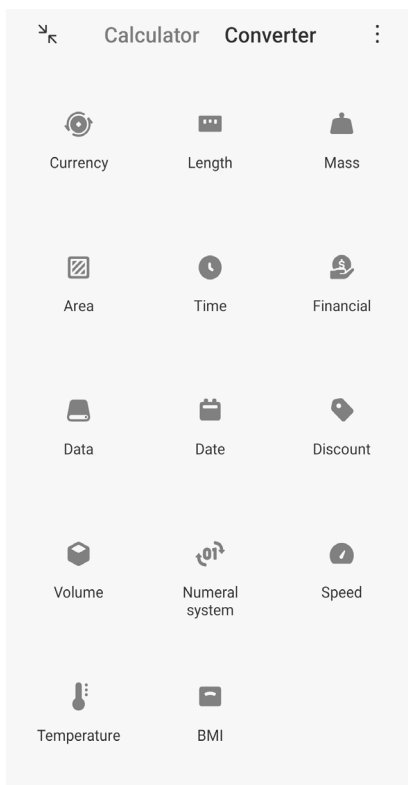 Calculator Converter
Currency Length Mass
Area Time Financial
Data Date Discount
Volume Numeral Speed
system
Temperature BMI